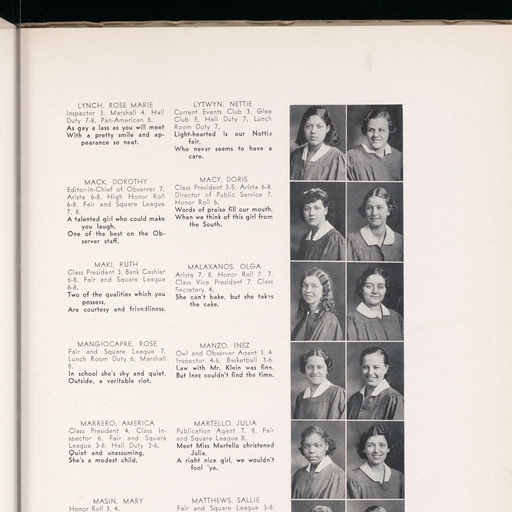 LYNCH, ROSE MARIE
Inspector 3, Marshall 4, Hall
Duty 7-8, Pan-American 8.
As gay a lass as you will meet
With a pretty smile and ap-
pearance so neat.
LYTWYN, NETTIE
Current Events Club 3, Glee
Club 5, Hall Duty 7, Lunch
Room Duty 7.
Light-hearted is our Nettie
fair,
Who never seems to have a
care.
MACK, DOROTHY
Editor-in-Chief of Observer 7,
Arista 6-8, High Honor Roll
6-8, Fair and Square League
7, 8.
A talented girl who could make
you laugh,
One of the best on the Ob-
server staff.
MACY, DORIS
Class President 3-5, Arista 6-8,
Director of Public Service 7,
Honor Roll 6.
Words of praise fill our mouth,
When we think of this girl from
the South.
MAKI, RUTH
Class President 3, Bank Cashier
6-8, Fair and Square League
6-8.
Two of the qualities which you
possess,
Are courtesy and friendliness.
MALAXANOS, OLGA
Arista 7, 8, Honor Roll 2, 7,
Class Vice President 7, Class
Secretary 4.
She can't bake, but she takes
the cake.
MANGIOCAPRE, ROSE
Fair and Square League 7,
Lunch Room Duty 6, Marshall
8.
In school she's shy and quiet,
Outside, a veritable riot.
MANZO, INEZ
Owl and Observer Agent 3, 4
Inspector 4-6, Basketball 3-6.
Law with Mr. Klein was fine,
But Inez couldn't find the time.
MARRERO, AMERICA
Class President 4, Class In-
spector 6, Fair and Square
League 3-8, Hall Duty 3-6,
Quiet and unassuming,
She's a modest child.
MARTELLO, JULIA
Publication Agent 7, 8, Fair
and Square League 8.
Meet Miss Martello christened
Julia,
A right nice girl, we wouldn't
fool 'ya.
MASIN, MARY
Honor Roll 3, 4,
MATTHEWS, SALLIE
Fair and Square League 3-8,